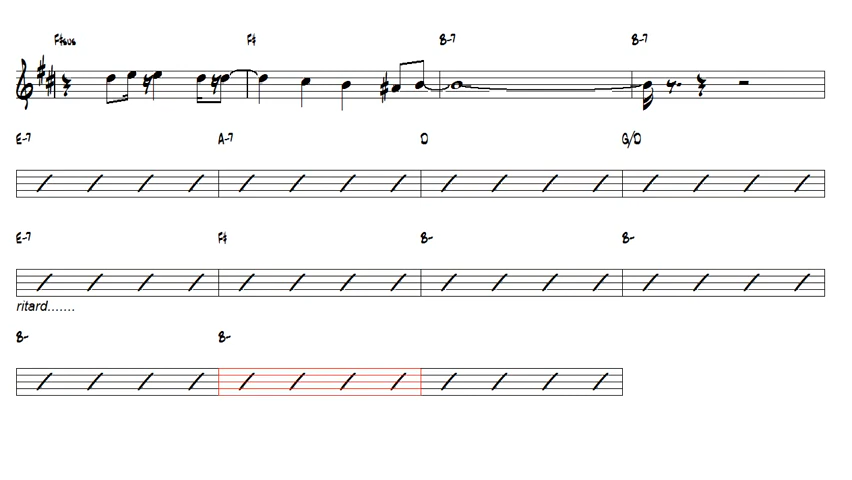 F#sus F# B-7 B-7
E-7 A-7 D G/D
E-7 F# B- B-
ritard.......
B- B-